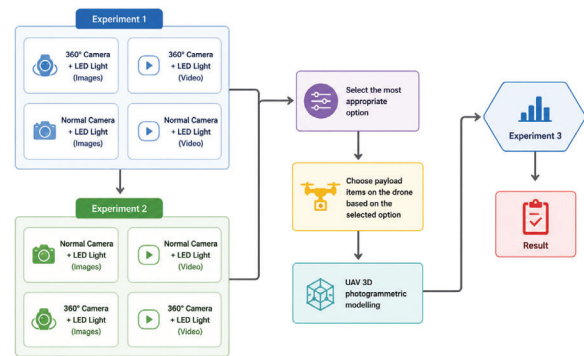 Experiment 1
360° Camera
+ LED Light
(Images)
360° Camera
+ LED Light
(Video)
Normal Camera
+ LED Light
(Images)
Normal Camera
+ LED Light
(Video)
Experiment 2
Normal Camera
+ LED Light
(Images)
Normal Camera
+ LED Light
(Video)
360° Camera
+ LED Light
(Images)
360° Camera
+ LED Light
(Video)
Select the most
appropriate
option
Choose payload
items on the drone
based on the
selected option
UAV 3D
photogrammetric
modelling
Experiment 3
Result